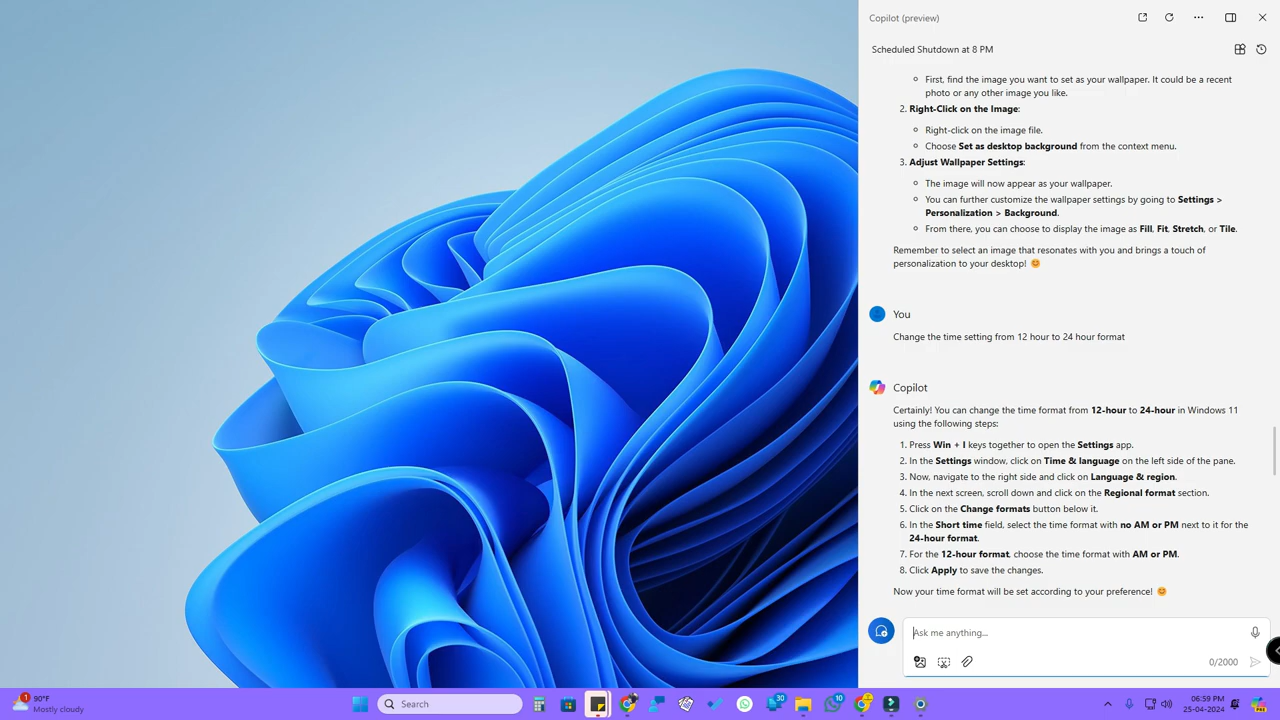 Copilot (preview)
Scheduled Shutdown at 8 PM
First, find the image you want to set as your wallpaper. It could be a recent
photo or any other image you like.
2. Right-Click on the Image:
Right-click on the image file.
Choose Set as desktop background from the context menu.
3. Adjust Wallpaper Settings:
The image will now appear as your wallpaper.
You can further customize the wallpaper settings by going to Settings >
Personalization > Background.
From there, you can choose to display the image as Fill, Fit, Stretch, or Tile.
Remember to select an image that resonates with you and brings a touch of
personalization to your desktop! 😊
You
Change the time setting from 12 hour to 24 hour format
Copilot
Certainly! You can change the time format from 12-hour to 24-hour in Windows 11
using the following steps:
1. Press Win + I keys together to open the Settings app.
2. In the Settings window, click on Time & language on the left side of the pane.
3. Now, navigate to the right side and click on Language & region.
4. In the next screen, scroll down and click on the Regional format section.
5. Click on the Change formats button below it.
6. In the Short time field, select the time format with no AM or PM next to it for the
24-hour format.
7. For the 12-hour format, choose the time format with AM or PM.
8. Click Apply to save the changes.
Now your time format will be set according to your preference! 😊
Ask me anything...
0/2000
1
90°F
Mostly cloudy
Search
30
10
06:59 PM
25-04-2024
PRE